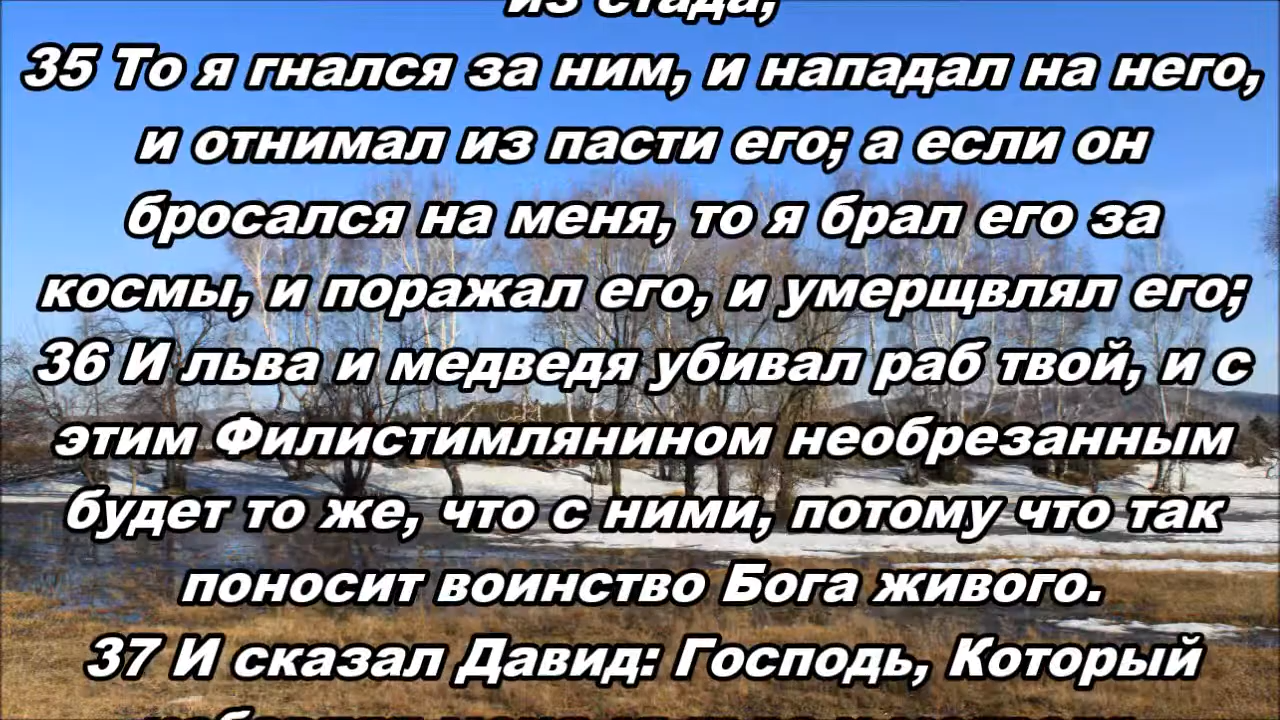 из стада,
35 То я гнался за ним, и нападал на него,
и отнимал из пасти его; а если он
бросался на меня, то я брал его за
космы, и поражал его, и умерщвлял его;
36 И льва и медведя убивал раб твой, и с
этим Филистимлянином необрезанным
будет то же, что с ними, потому что так
поносит воинство Бога живого.
37 И сказал Давид: Господь, Который